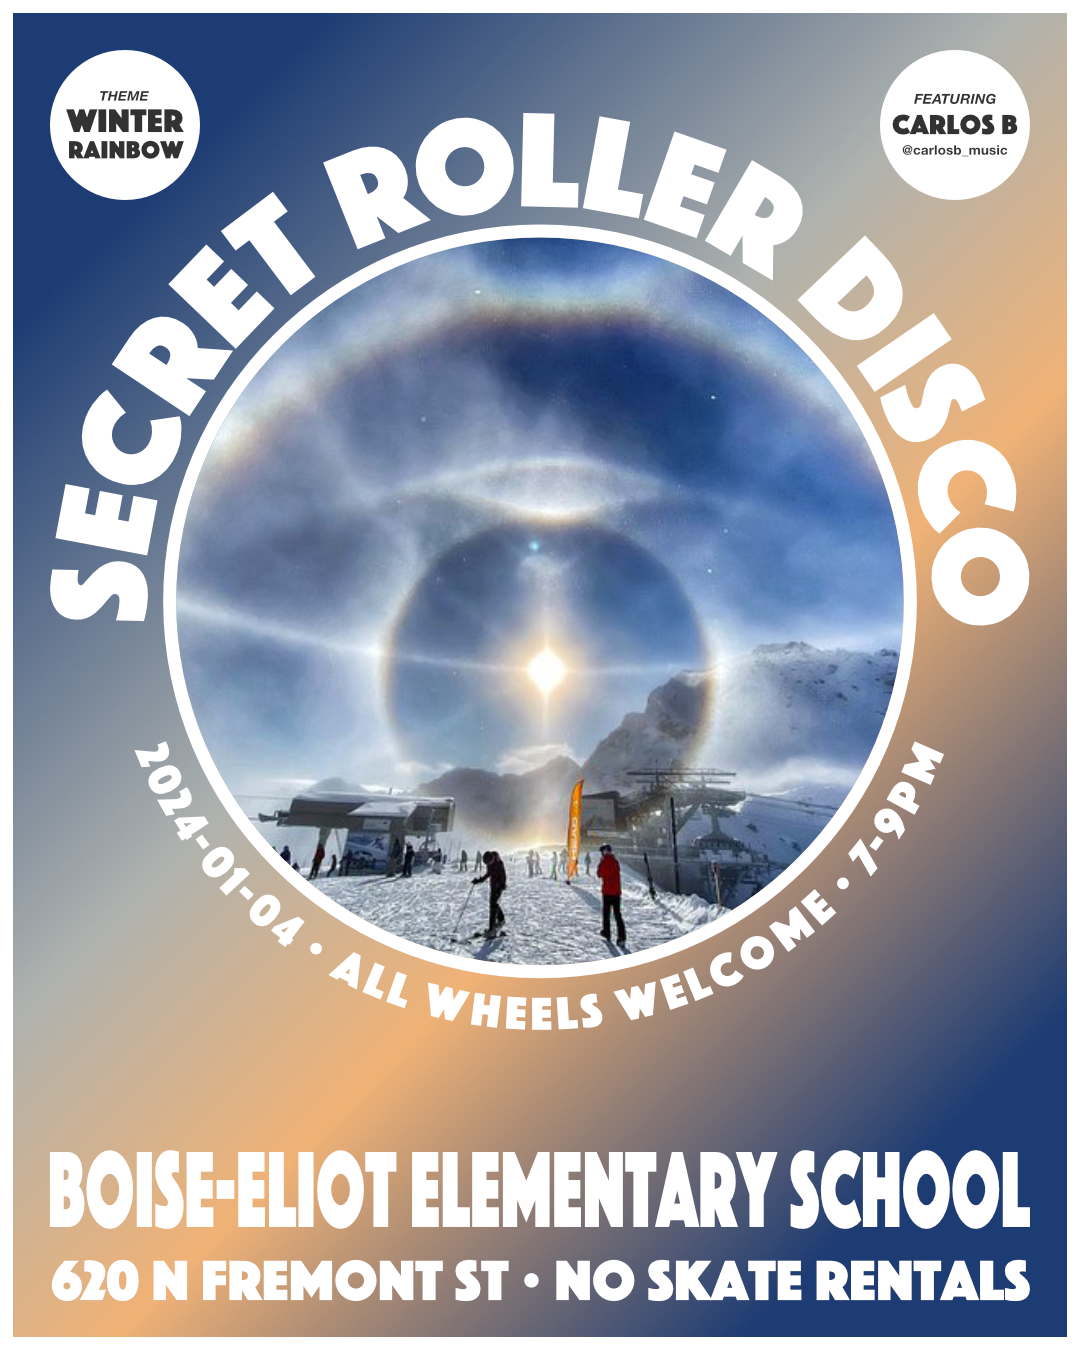 THEME
WINTER
RAINBOW
FEATURING
CARLOS B
@carlosb_music
SECRET ROLLER DISCO
2024-01-04 • ALL WHEELS WELCOME • 7-9PM
BOISE-ELIOT ELEMENTARY SCHOOL
620 N FREMONT ST • NO SKATE RENTALS